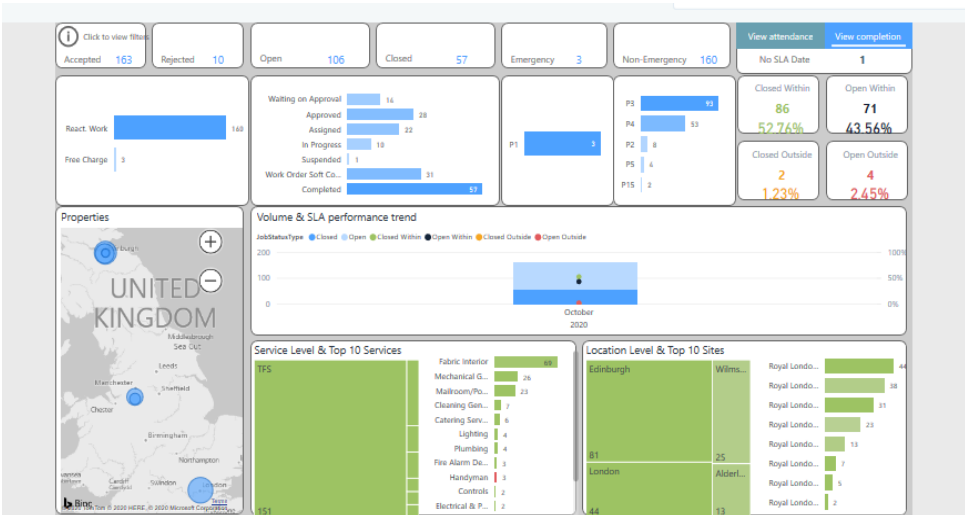 Click to view filters
Accepted 163
Rejected 10
Open 106
Closed 57
Emergency 3
Non-Emergency 160
View attendance
View completion
No SLA Date 1
React. Work 160
Free Charge 3
Waiting on Approval 14
Approved 28
Assigned 22
In Progress 10
Suspended 1
Work Order Soft Co... 31
Completed 57
P1 3
P3 93
P4 53
P2 8
P5 4
P15 2
Closed Within
86
52.76%
Open Within
71
43.56%
Closed Outside
2
1.23%
Open Outside
4
2.45%
Properties
UNITED
KINGDOM
Middlesbrough
Leeds
Manchester
Sheffield
Chester
Birmingham
Northampton
Cardiff
Swindon
London
Bing
Terms
Volume & SLA performance trend
JobStatusType Closed Open Closed Within Open Within Closed Outside Open Outside
200
100
0
100%
50%
0%
October
2020
Service Level & Top 10 Services
TFS
151
Fabric Interior 69
Mechanical G... 26
Mailroom/Po... 23
Cleaning Gen... 7
Catering Serv... 6
Lighting 4
Plumbing 4
Fire Alarm De... 3
Handyman 3
Controls 2
Electrical & P... 2
Location Level & Top 10 Sites
Edinburgh
81
London
44
Wilms...
25
Alderl...
13
Royal Londo... 44
Royal Londo... 38
Royal Londo... 31
Royal Londo... 23
Royal Londo... 13
Royal Londo... 7
Royal Londo... 5
Royal Londo... 2